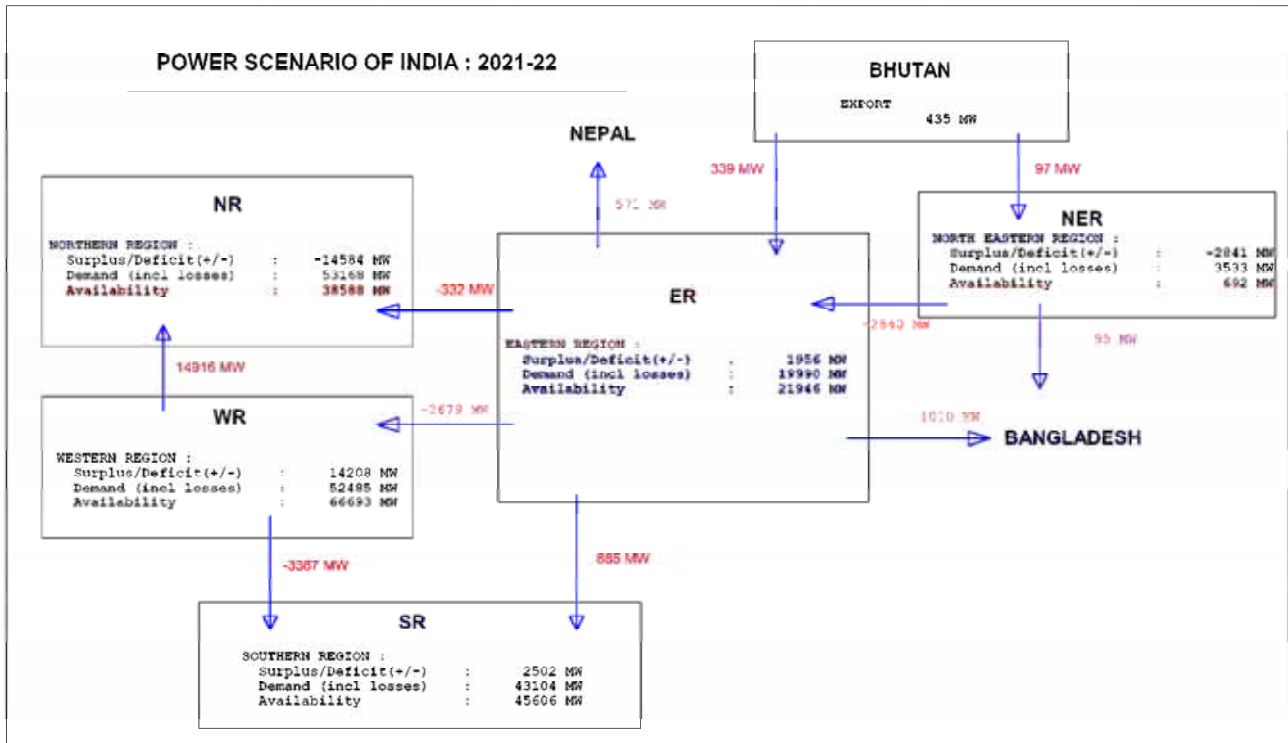 POWER SCENARIO OF INDIA : 2021-22
BHUTAN
EXPORT
435 MW
NEPAL
339 MW
97 MW
571 MW
NR
NORTHERN REGION :
Surplus/Deficit(+/-) : -14584 MW
Demand (incl losses) : 53168 MW
Availability : 38588 MW
NER
NORTH EASTERN REGION :
Surplus/Deficit(+/-) : -2841 MW
Demand (incl losses) : 3533 MW
Availability : 692 MW
-332 MW
ER
-2840 MW
95 MW
EASTERN REGION :
Surplus/Deficit(+/-) : 1956 MW
Demand (incl losses) : 19990 MW
Availability : 21946 MW
14916 MW
-2679 MW
1010 MW
BANGLADESH
WR
WESTERN REGION :
Surplus/Deficit(+/-) : 14208 MW
Demand (incl losses) : 52485 MW
Availability : 66693 MW
-3387 MW
885 MW
SR
SOUTHERN REGION :
Surplus/Deficit(+/-) : 2502 MW
Demand (incl losses) : 43104 MW
Availability : 45606 MW